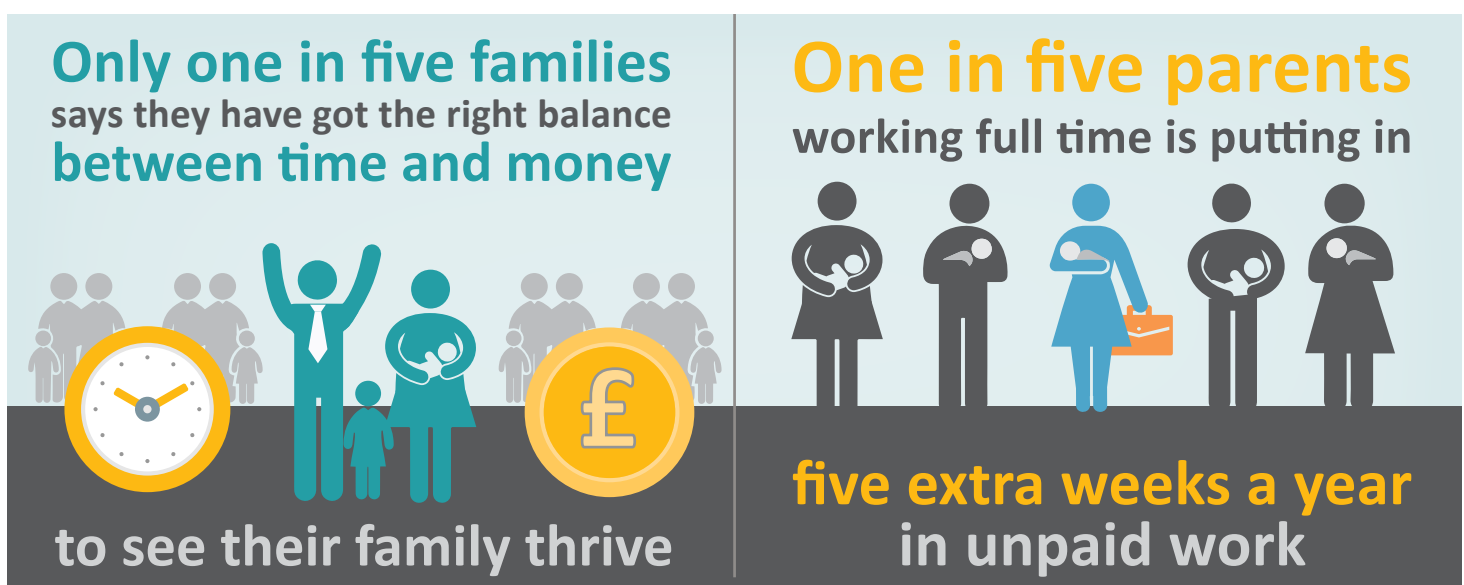 Only one in five families
says they have got the right balance
between time and money
£
to see their family thrive
One in five parents
working full time is putting in
five extra weeks a year
in unpaid work